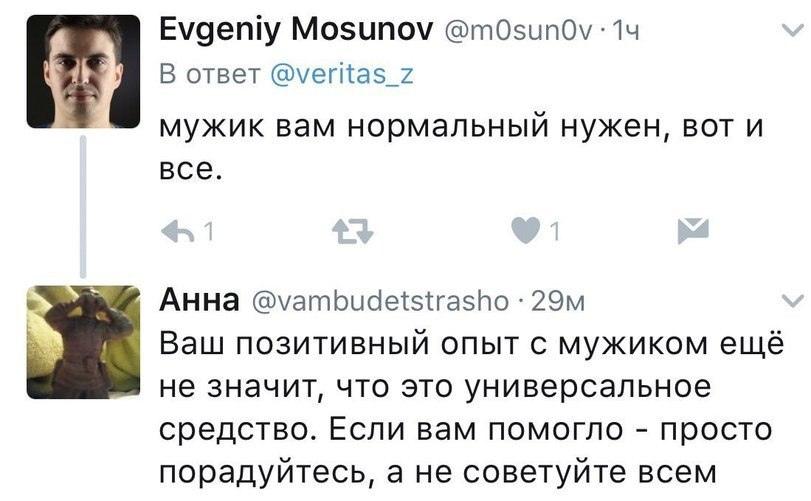 Evgeniy Mosunov @m0sun0v · 1ч
В ответ @veritas_z
мужик вам нормальный нужен, вот и
все.
1 1
Анна @vambudetstrasho · 29м
Ваш позитивный опыт с мужиком ещё
не значит, что это универсальное
средство. Если вам помогло - просто
порадуйтесь, а не советуйте всем